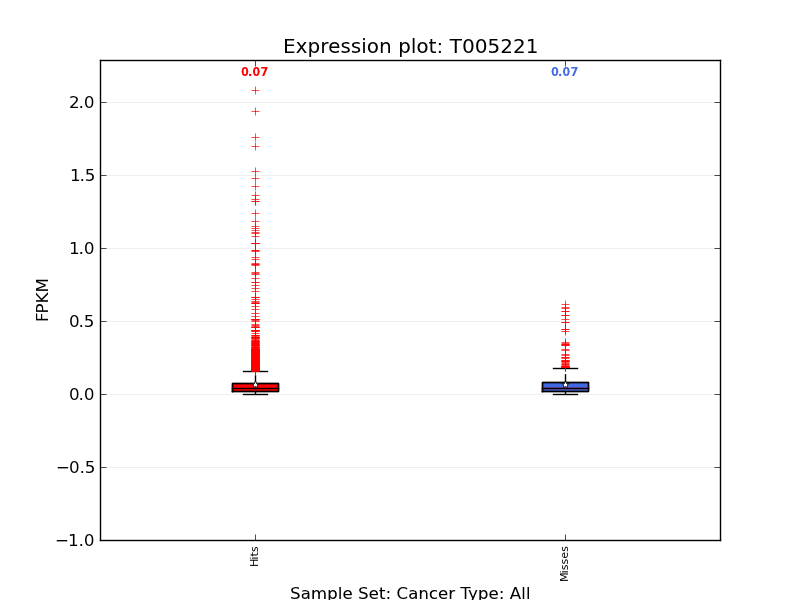 Expression plot: T005221
0.07
0.07
2.0
1.5
1.0
0.5
0.0
−0.5
−1.0
FPKM
Hits
Misses
Sample Set: Cancer Type: All